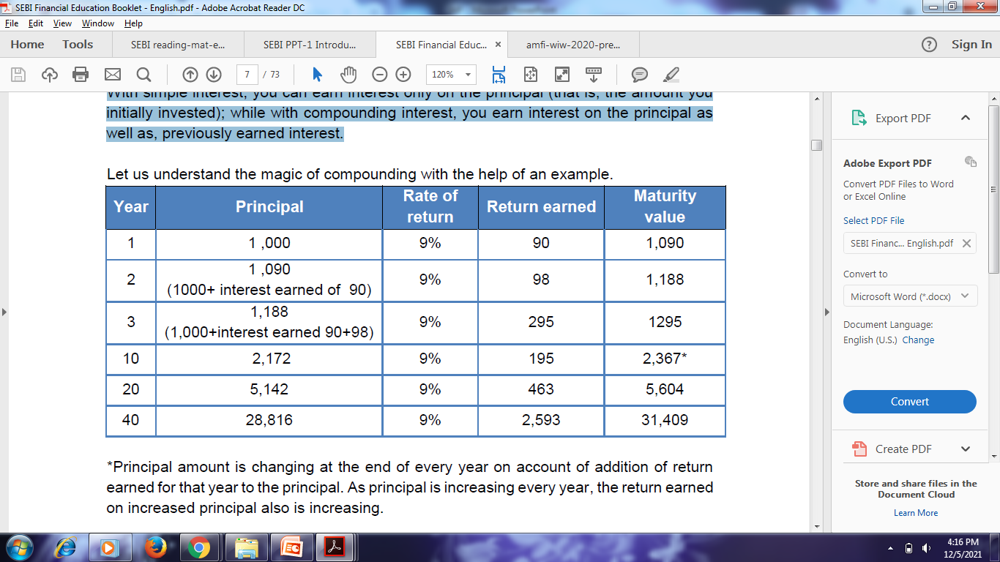 SEBI Financial Education Booklet - English.pdf - Adobe Acrobat Reader DC
File Edit View Window Help
Home Tools SEBI reading-mat-e... SEBI PPT-1 Introdu... SEBI Financial Educ... × amfi-wiw-2020-pre... ? Sign In
7 / 73 120%
With simple interest, you can earn interest only on the principal (that is, the amount you
initially invested); while with compounding interest, you earn interest on the principal as
well as, previously earned interest.
Let us understand the magic of compounding with the help of an example.
Year Principal Rate of return Return earned Maturity value
1 1 ,000 9% 90 1,090
2 1 ,090 (1000+ interest earned of 90) 9% 98 1,188
3 1,188 (1,000+interest earned 90+98) 9% 295 1295
10 2,172 9% 195 2,367*
20 5,142 9% 463 5,604
40 28,816 9% 2,593 31,409
*Principal amount is changing at the end of every year on account of addition of return
earned for that year to the principal. As principal is increasing every year, the return earned
on increased principal also is increasing.
Export PDF
Adobe Export PDF
Convert PDF Files to Word
or Excel Online
Select PDF File
SEBI Financ... English.pdf ×
Convert to
Microsoft Word (*.docx)
Document Language:
English (U.S.) Change
Convert
Create PDF
Store and share files in the
Document Cloud
Learn More
4:16 PM
12/5/2021